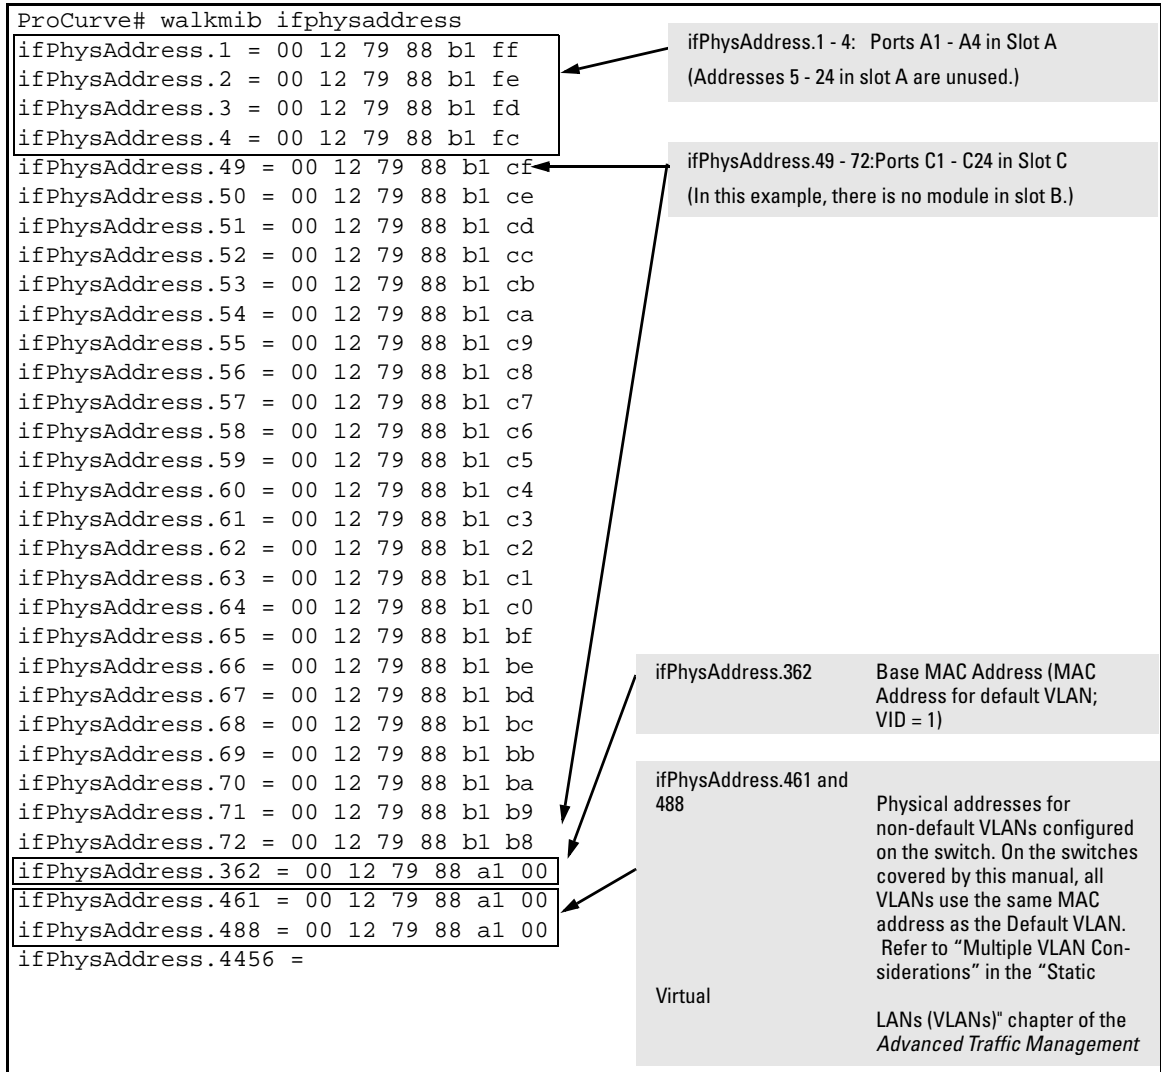 ProCurve# walkmib ifphysaddress
ifPhysAddress.1 = 00 12 79 88 b1 ff
ifPhysAddress.2 = 00 12 79 88 b1 fe
ifPhysAddress.3 = 00 12 79 88 b1 fd
ifPhysAddress.4 = 00 12 79 88 b1 fc
ifPhysAddress.49 = 00 12 79 88 b1 cf
ifPhysAddress.50 = 00 12 79 88 b1 ce
ifPhysAddress.51 = 00 12 79 88 b1 cd
ifPhysAddress.52 = 00 12 79 88 b1 cc
ifPhysAddress.53 = 00 12 79 88 b1 cb
ifPhysAddress.54 = 00 12 79 88 b1 ca
ifPhysAddress.55 = 00 12 79 88 b1 c9
ifPhysAddress.56 = 00 12 79 88 b1 c8
ifPhysAddress.57 = 00 12 79 88 b1 c7
ifPhysAddress.58 = 00 12 79 88 b1 c6
ifPhysAddress.59 = 00 12 79 88 b1 c5
ifPhysAddress.60 = 00 12 79 88 b1 c4
ifPhysAddress.61 = 00 12 79 88 b1 c3
ifPhysAddress.62 = 00 12 79 88 b1 c2
ifPhysAddress.63 = 00 12 79 88 b1 c1
ifPhysAddress.64 = 00 12 79 88 b1 c0
ifPhysAddress.65 = 00 12 79 88 b1 bf
ifPhysAddress.66 = 00 12 79 88 b1 be
ifPhysAddress.67 = 00 12 79 88 b1 bd
ifPhysAddress.68 = 00 12 79 88 b1 bc
ifPhysAddress.69 = 00 12 79 88 b1 bb
ifPhysAddress.70 = 00 12 79 88 b1 ba
ifPhysAddress.71 = 00 12 79 88 b1 b9
ifPhysAddress.72 = 00 12 79 88 b1 b8
ifPhysAddress.362 = 00 12 79 88 a1 00
ifPhysAddress.461 = 00 12 79 88 a1 00
ifPhysAddress.488 = 00 12 79 88 a1 00
ifPhysAddress.4456 =
ifPhysAddress.1 - 4: Ports A1 - A4 in Slot A
(Addresses 5 - 24 in slot A are unused.)
ifPhysAddress.49 - 72:Ports C1 - C24 in Slot C
(In this example, there is no module in slot B.)
ifPhysAddress.362 Base MAC Address (MAC
Address for default VLAN;
VID = 1)
ifPhysAddress.461 and
488 Physical addresses for
non-default VLANs configured
on the switch. On the switches
covered by this manual, all
VLANs use the same MAC
address as the Default VLAN.
Refer to “Multiple VLAN Con-
siderations” in the “Static
Virtual
LANs (VLANs)" chapter of the
Advanced Traffic Management